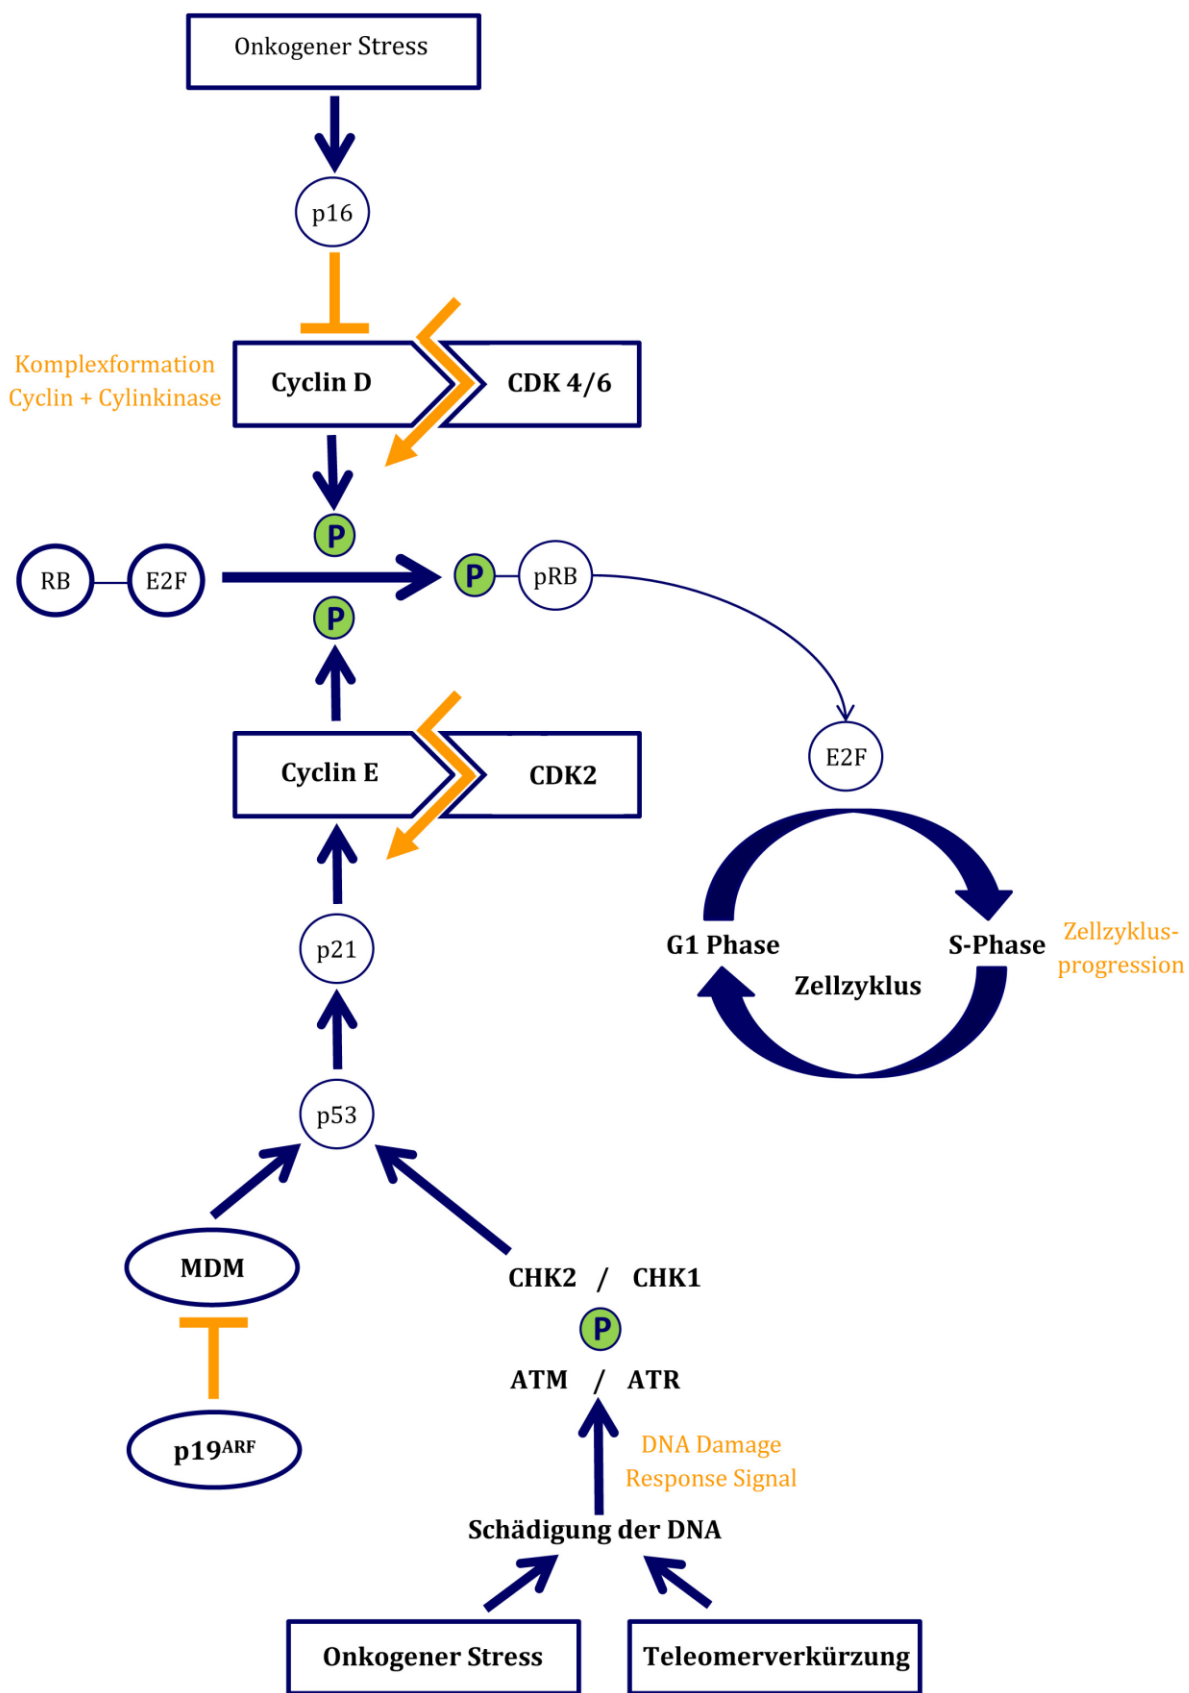 Onkogener Stress
p16
Komplexformation
Cyclin + Cylinkinase
Cyclin D
CDK 4/6
P
RB
E2F
P
pRB
P
E2F
Cyclin E
CDK2
p21
G1 Phase
S-Phase
Zellzyklus
Zellzyklus-
progression
p53
MDM
CHK2 / CHK1
P
ATM / ATR
p19ARF
DNA Damage
Response Signal
Schädigung der DNA
Onkogener Stress
Teleomerverkürzung